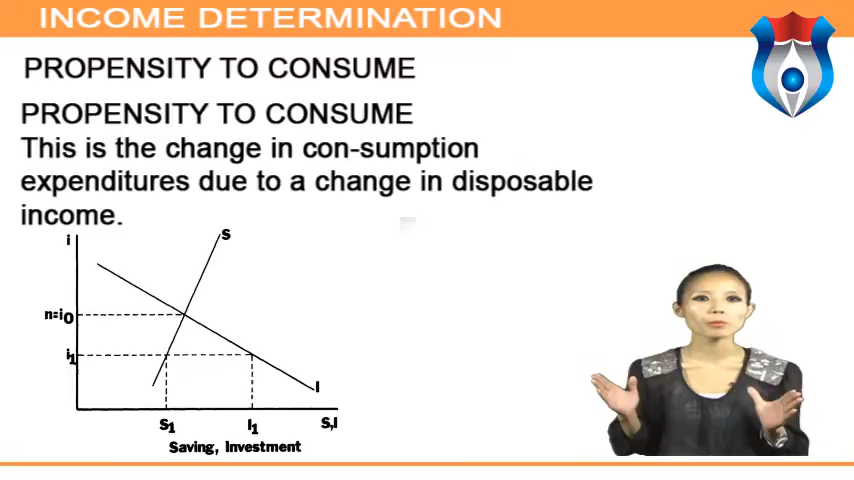 INCOME DETERMINATION
PROPENSITY TO CONSUME
PROPENSITY TO CONSUME
This is the change in con-sumption
expenditures due to a change in disposable
income.
i
S
n=i0
i1
I
S1
I1
S,I
Saving, Investment